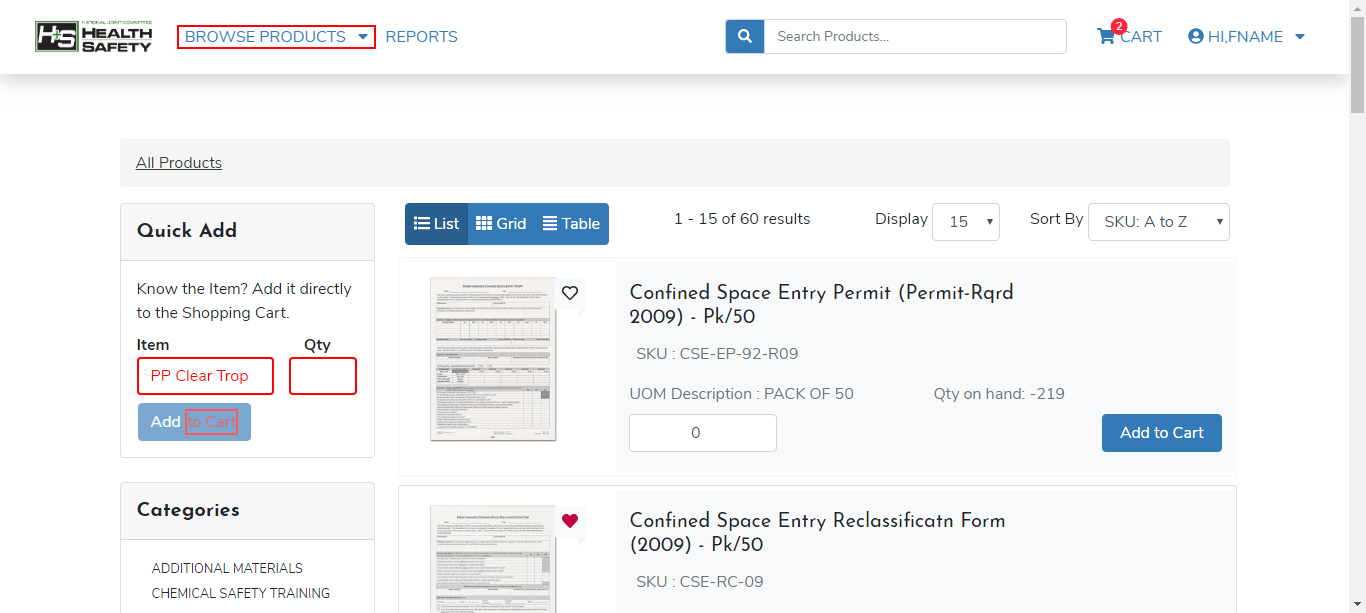 NATIONAL JOINT COMMITTEE
H+S HEALTH
SAFETY
BROWSE PRODUCTS
REPORTS
Search Products...
2
CART
HI,FNAME
All Products
Quick Add
Know the Item? Add it directly
to the Shopping Cart.
Item Qty
PP Clear Trop
Add to Cart
Categories
ADDITIONAL MATERIALS
CHEMICAL SAFETY TRAINING
List Grid Table
1 - 15 of 60 results
Display 15
Sort By SKU: A to Z
Confined Space Entry Permit (Permit-Rqrd
2009) - Pk/50
SKU : CSE-EP-92-R09
UOM Description : PACK OF 50 Qty on hand: -219
0
Add to Cart
Confined Space Entry Reclassificatn Form
(2009) - Pk/50
SKU : CSE-RC-09